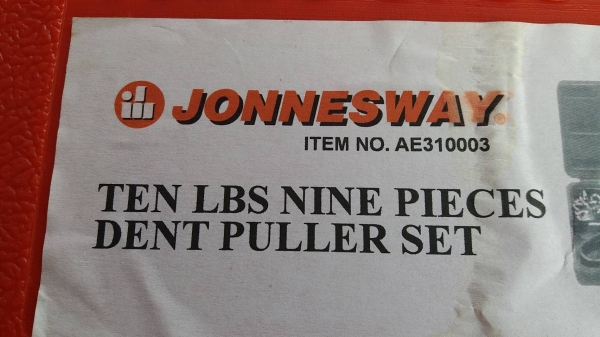 JONNESWAY
ITEM NO. AE310003
TEN LBS NINE PIECES
DENT PULLER SET